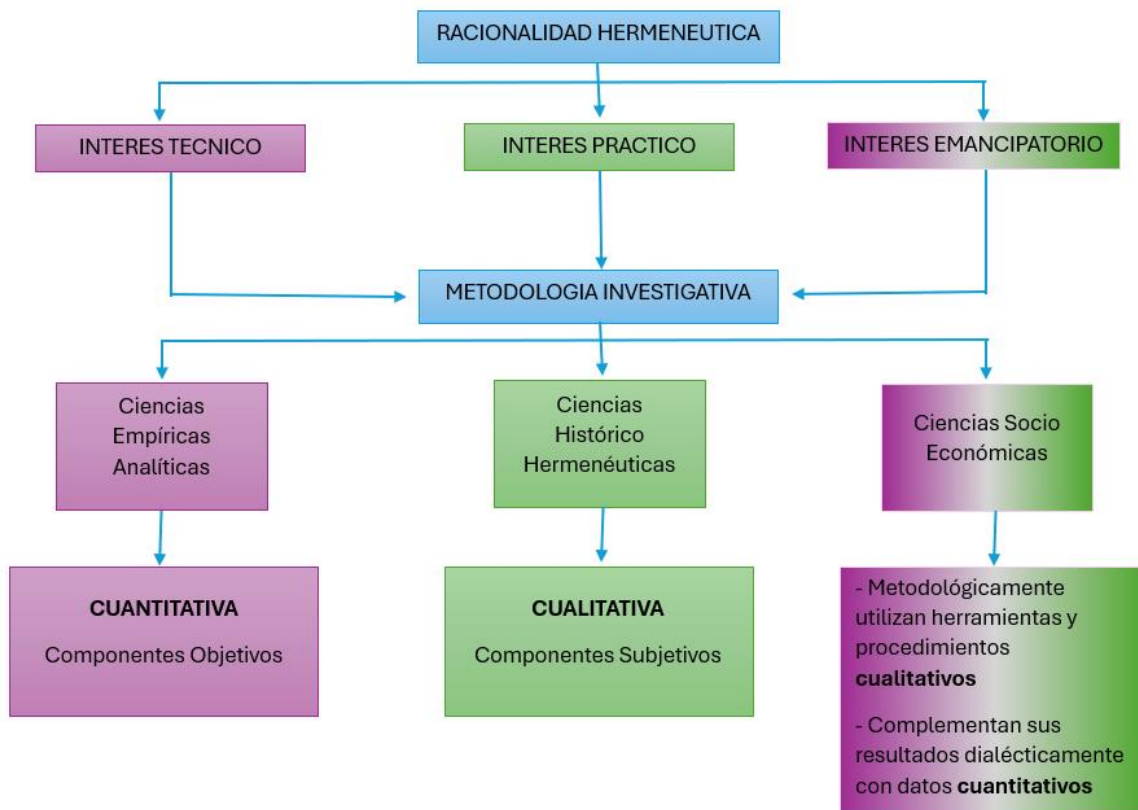 RACIONALIDAD HERMENEUTICA
INTERES TECNICO
INTERES PRACTICO
INTERES EMANCIPATORIO
METODOLOGIA INVESTIGATIVA
Ciencias
Empíricas
Analíticas
Ciencias
Histórico
Hermenéuticas
Ciencias Socio
Económicas
CUANTITATIVA
Componentes Objetivos
CUALITATIVA
Componentes Subjetivos
- Metodológicamente
utilizan herramientas y
procedimientos
cualitativos
- Complementan sus
resultados dialécticamente
con datos cuantitativos